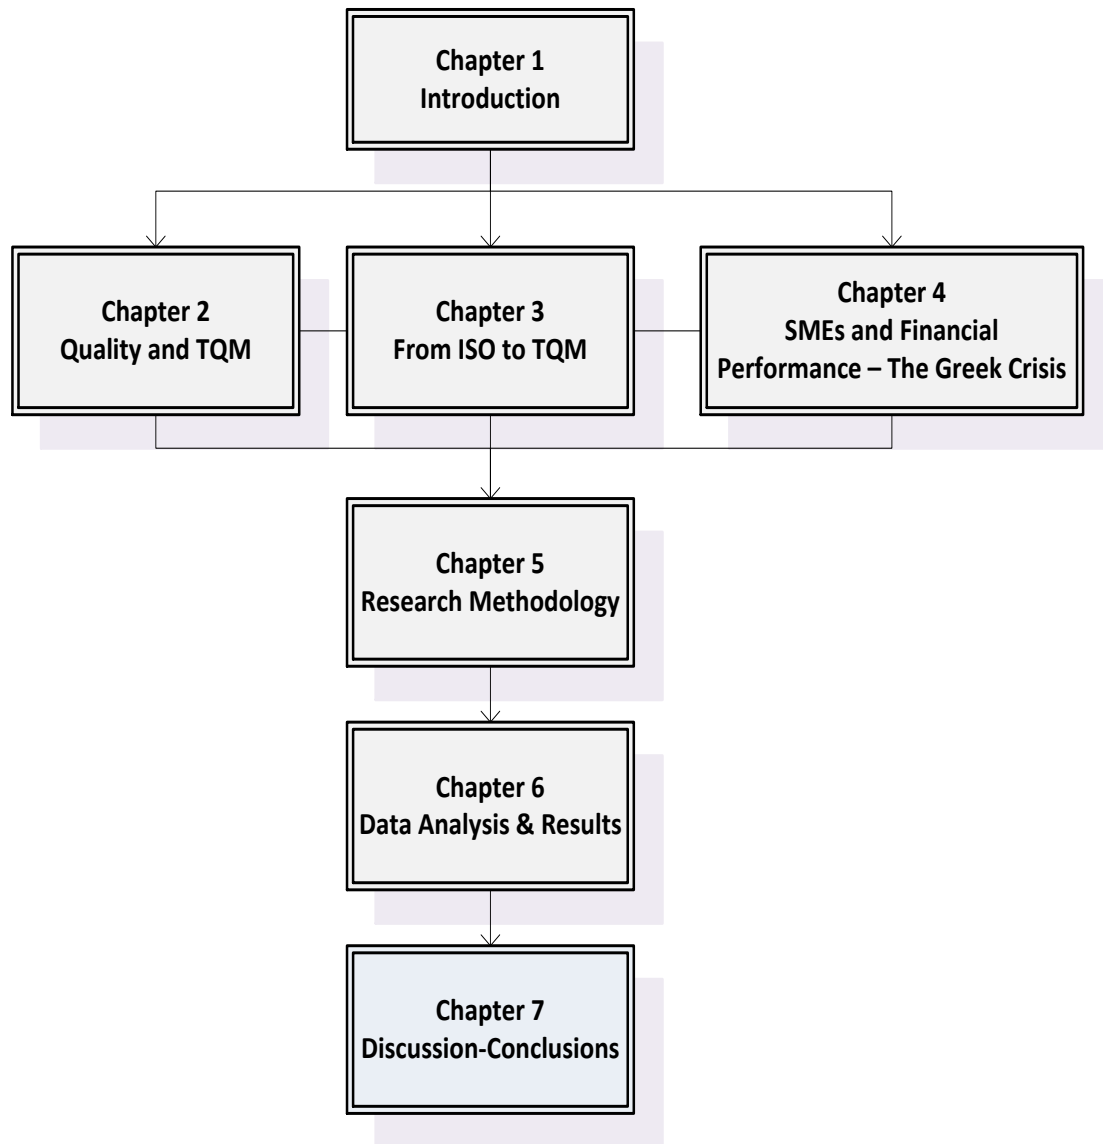 Chapter 1
Introduction
Chapter 2
Quality and TQM
Chapter 3
From ISO to TQM
Chapter 4
SMEs and Financial
Performance – The Greek Crisis
Chapter 5
Research Methodology
Chapter 6
Data Analysis & Results
Chapter 7
Discussion-Conclusions